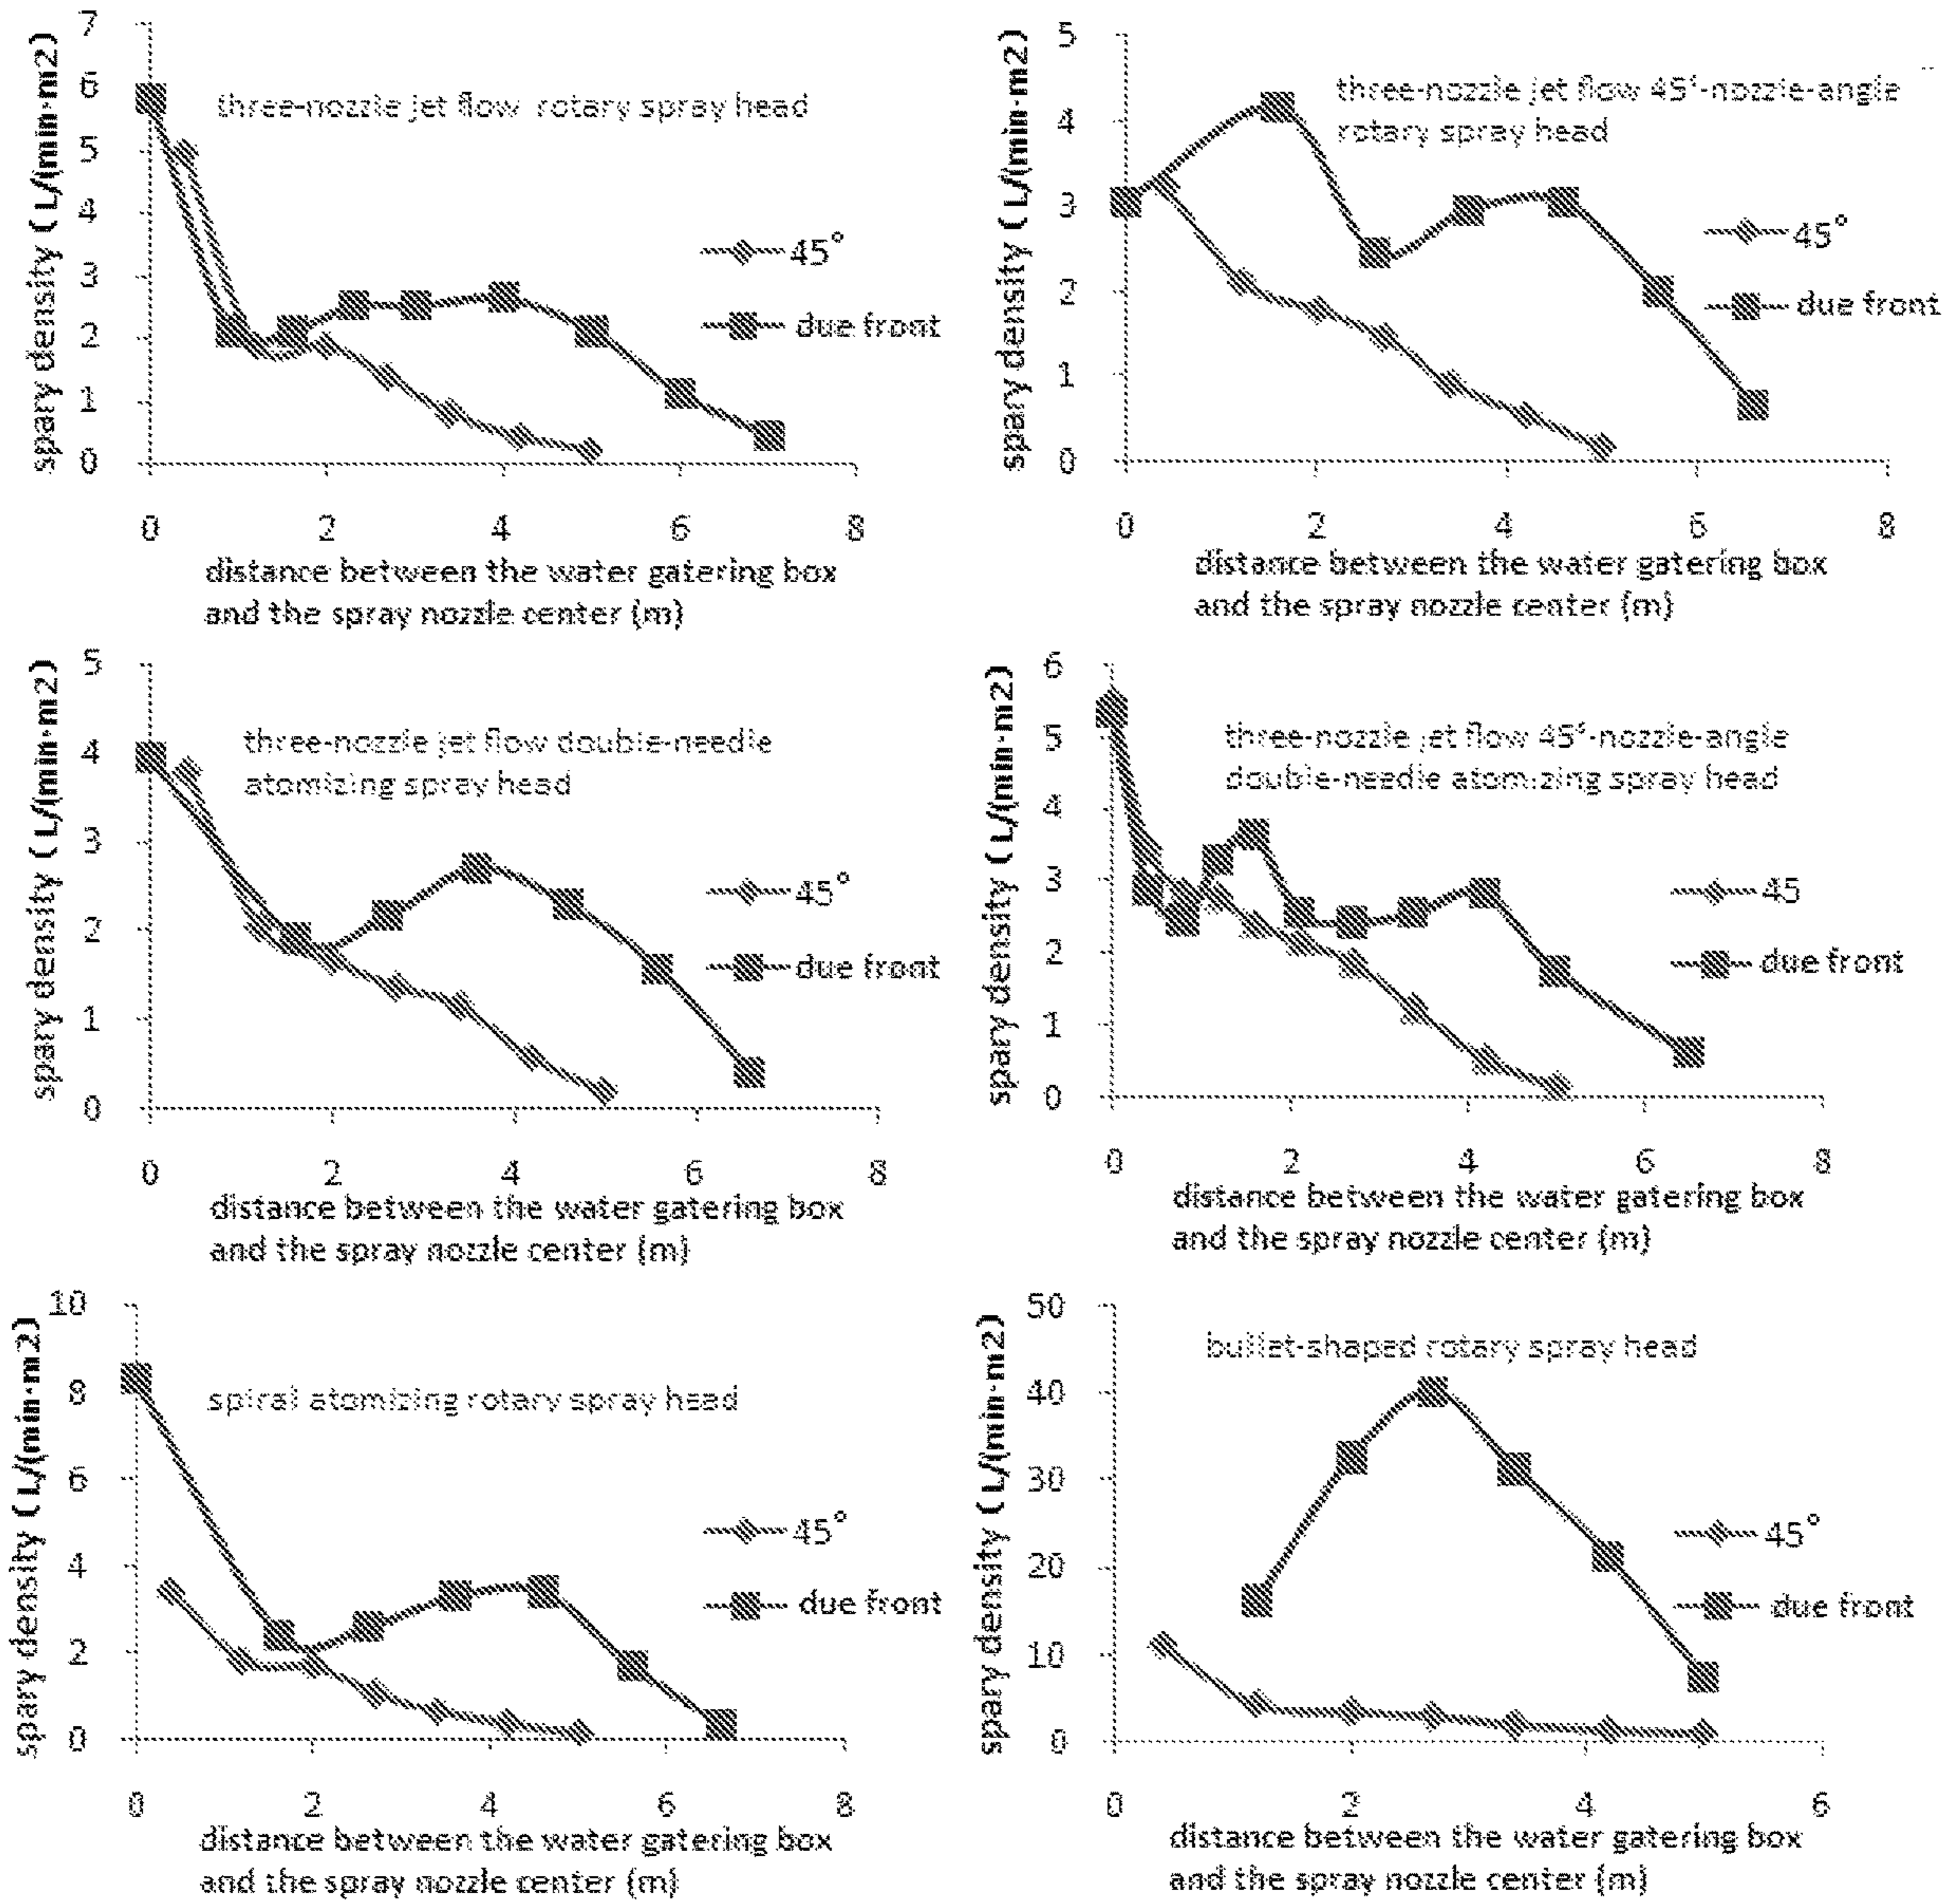 spary density ( L/(min·m2)
7
6
5
4
3
2
1
0
three-nozzle jet flow rotary spray head
45°
due front
0 2 4 6 8
distance between the water gatering box
and the spray nozzle center (m)
spary density ( L/(min·m2)
5
4
3
2
1
0
three-nozzle jet flow 45°-nozzle-angle
rotary spray head
45°
due front
0 2 4 6 8
distance between the water gatering box
and the spray nozzle center (m)
spary density ( L/(min·m2)
5
4
3
2
1
0
three-nozzle jet flow double-needle
atomizing spray head
45°
due front
0 2 4 6 8
distance between the water gatering box
and the spray nozzle center (m)
spary density ( L/(min·m2)
6
5
4
3
2
1
0
three-nozzle jet flow 45°-nozzle-angle
double-needle atomizing spray head
45
due front
0 2 4 6 8
distance between the water gatering box
and the spray nozzle center (m)
spary density ( L/(min·m2)
10
8
6
4
2
0
spiral atomizing rotary spray head
45°
due front
0 2 4 6 8
distance between the water gatering box
and the spray nozzle center (m)
spary density ( L/(min·m2)
50
40
30
20
10
0
bullet-shaped rotary spray head
45°
due front
0 2 4 6
distance between the water gatering box
and the spray nozzle center (m)